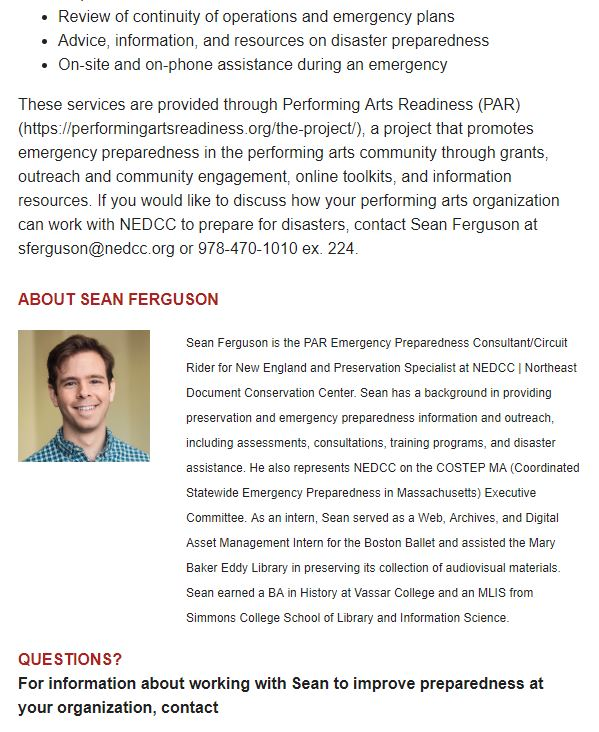 • Review of continuity of operations and emergency plans
• Advice, information, and resources on disaster preparedness
• On-site and on-phone assistance during an emergency
These services are provided through Performing Arts Readiness (PAR)
(https://performingartsreadiness.org/the-project/), a project that promotes
emergency preparedness in the performing arts community through grants,
outreach and community engagement, online toolkits, and information
resources. If you would like to discuss how your performing arts organization
can work with NEDCC to prepare for disasters, contact Sean Ferguson at
sferguson@nedcc.org or 978-470-1010 ex. 224.
ABOUT SEAN FERGUSON
Sean Ferguson is the PAR Emergency Preparedness Consultant/Circuit
Rider for New England and Preservation Specialist at NEDCC | Northeast
Document Conservation Center. Sean has a background in providing
preservation and emergency preparedness information and outreach,
including assessments, consultations, training programs, and disaster
assistance. He also represents NEDCC on the COSTEP MA (Coordinated
Statewide Emergency Preparedness in Massachusetts) Executive
Committee. As an intern, Sean served as a Web, Archives, and Digital
Asset Management Intern for the Boston Ballet and assisted the Mary
Baker Eddy Library in preserving its collection of audiovisual materials.
Sean earned a BA in History at Vassar College and an MLIS from
Simmons College School of Library and Information Science.
QUESTIONS?
For information about working with Sean to improve preparedness at
your organization, contact